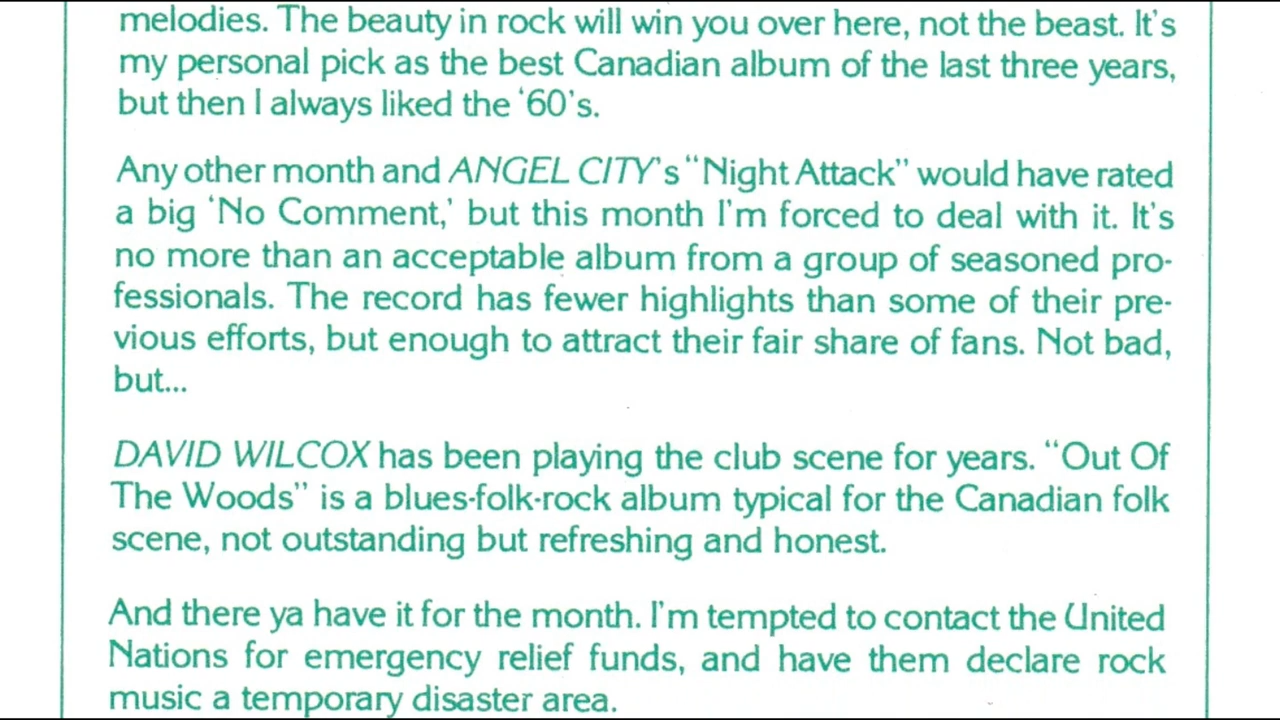 melodies. The beauty in rock will win you over here, not the beast. It's
my personal pick as the best Canadian album of the last three years,
but then I always liked the ‘60’s.
Any other month and ANGEL CITY's “Night Attack” would have rated
a big ‘No Comment,’ but this month I'm forced to deal with it. It's
no more than an acceptable album from a group of seasoned pro-
fessionals. The record has fewer highlights than some of their pre-
vious efforts, but enough to attract their fair share of fans. Not bad,
but...
DAVID WILCOX has been playing the club scene for years. “Out Of
The Woods” is a blues-folk-rock album typical for the Canadian folk
scene, not outstanding but refreshing and honest.
And there ya have it for the month. I'm tempted to contact the United
Nations for emergency relief funds, and have them declare rock
music a temporary disaster area.